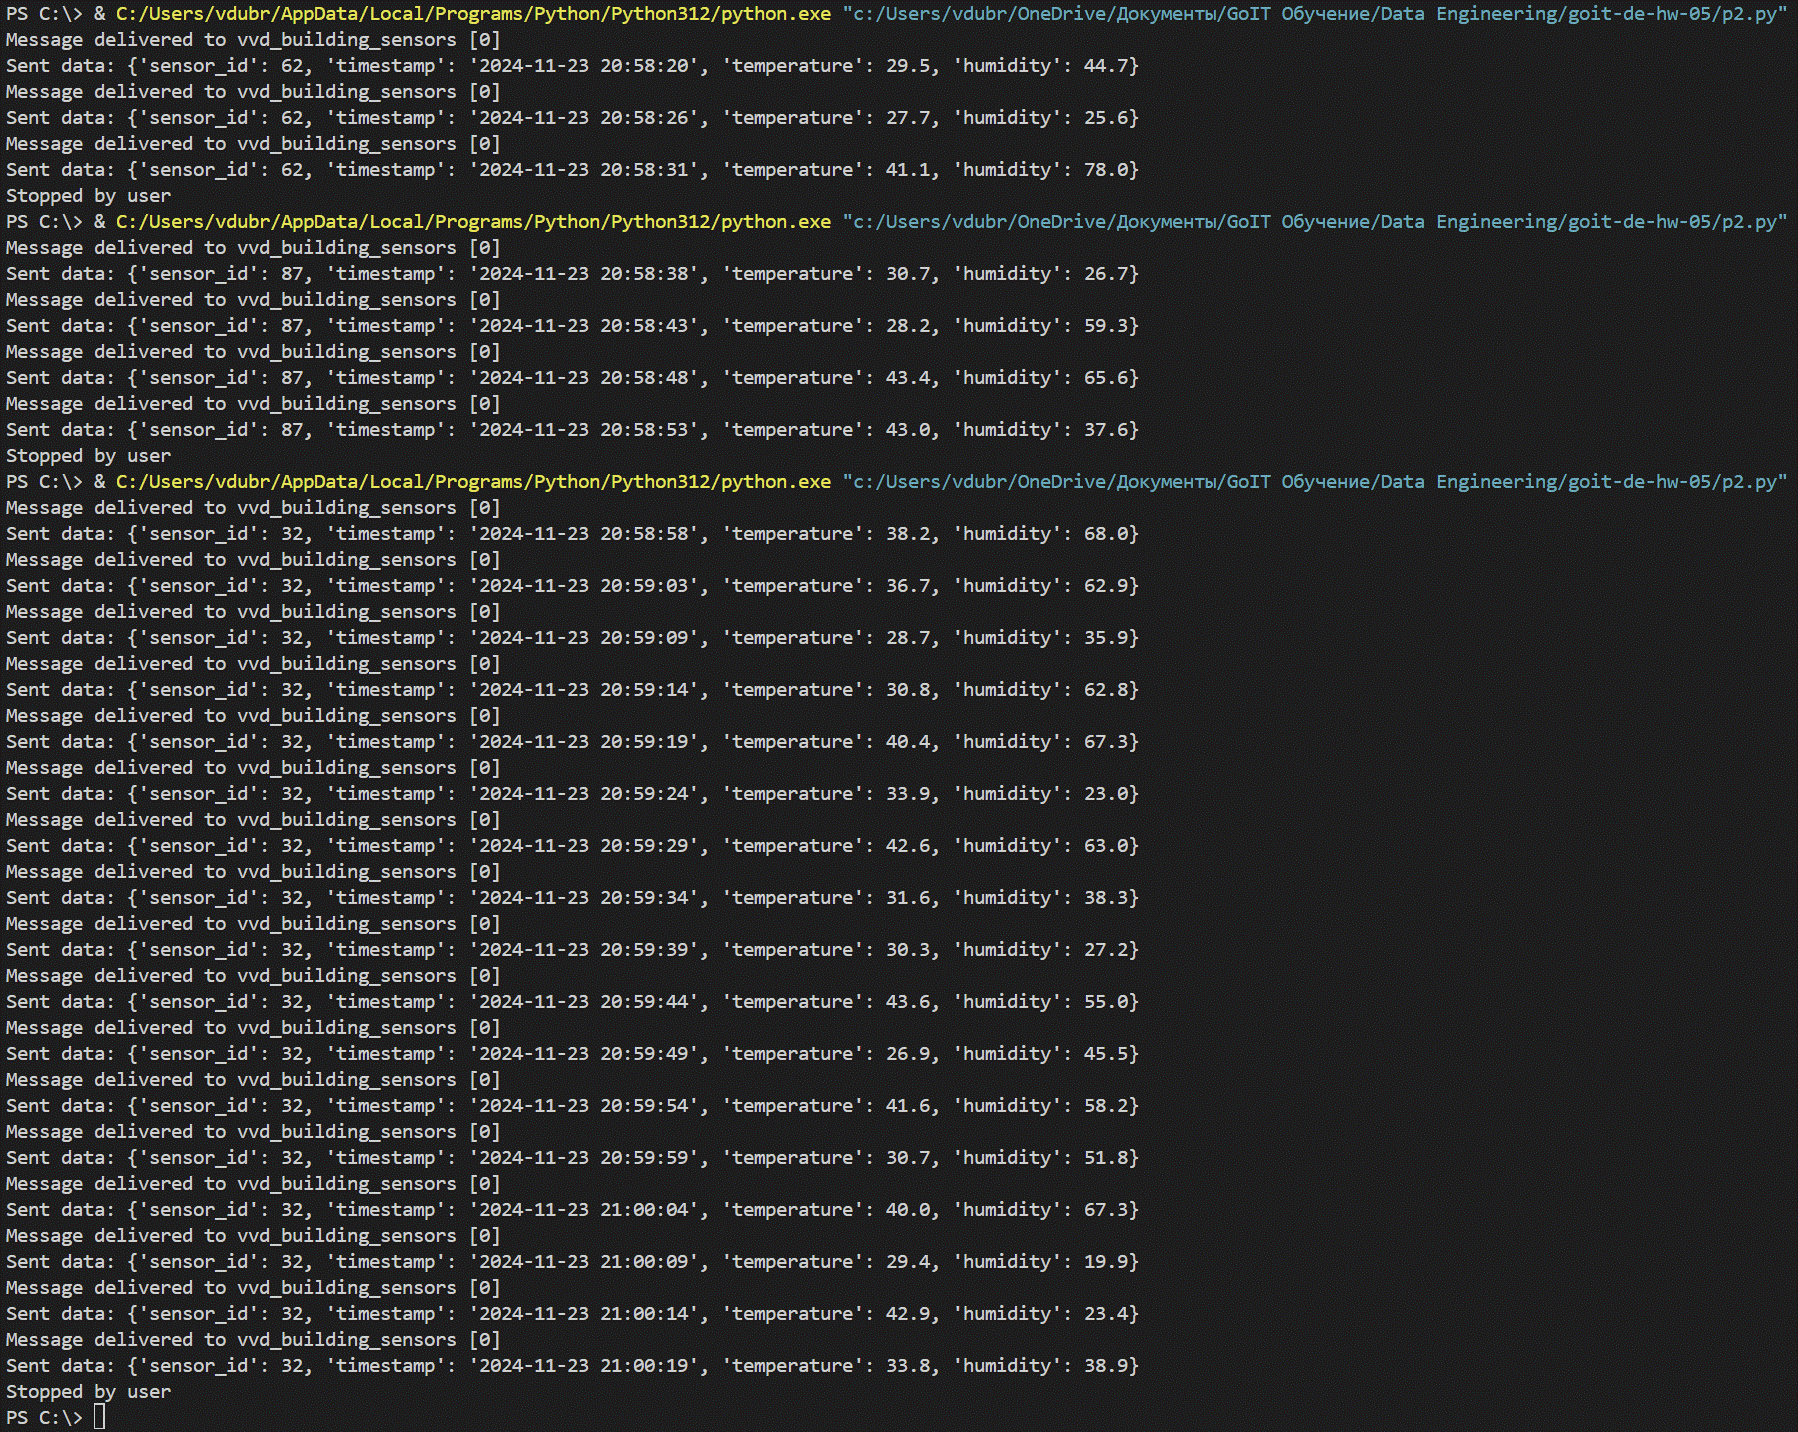 PS C:\> & C:/Users/vdubr/AppData/Local/Programs/Python/Python312/python.exe "c:/Users/vdubr/OneDrive/Документы/GoIT Обучение/Data Engineering/goit-de-hw-05/p2.py"
Message delivered to vvd_building_sensors [0]
Sent data: {'sensor_id': 62, 'timestamp': '2024-11-23 20:58:20', 'temperature': 29.5, 'humidity': 44.7}
Message delivered to vvd_building_sensors [0]
Sent data: {'sensor_id': 62, 'timestamp': '2024-11-23 20:58:26', 'temperature': 27.7, 'humidity': 25.6}
Message delivered to vvd_building_sensors [0]
Sent data: {'sensor_id': 62, 'timestamp': '2024-11-23 20:58:31', 'temperature': 41.1, 'humidity': 78.0}
Stopped by user
PS C:\> & C:/Users/vdubr/AppData/Local/Programs/Python/Python312/python.exe "c:/Users/vdubr/OneDrive/Документы/GoIT Обучение/Data Engineering/goit-de-hw-05/p2.py"
Message delivered to vvd_building_sensors [0]
Sent data: {'sensor_id': 87, 'timestamp': '2024-11-23 20:58:38', 'temperature': 30.7, 'humidity': 26.7}
Message delivered to vvd_building_sensors [0]
Sent data: {'sensor_id': 87, 'timestamp': '2024-11-23 20:58:43', 'temperature': 28.2, 'humidity': 59.3}
Message delivered to vvd_building_sensors [0]
Sent data: {'sensor_id': 87, 'timestamp': '2024-11-23 20:58:48', 'temperature': 43.4, 'humidity': 65.6}
Message delivered to vvd_building_sensors [0]
Sent data: {'sensor_id': 87, 'timestamp': '2024-11-23 20:58:53', 'temperature': 43.0, 'humidity': 37.6}
Stopped by user
PS C:\> & C:/Users/vdubr/AppData/Local/Programs/Python/Python312/python.exe "c:/Users/vdubr/OneDrive/Документы/GoIT Обучение/Data Engineering/goit-de-hw-05/p2.py"
Message delivered to vvd_building_sensors [0]
Sent data: {'sensor_id': 32, 'timestamp': '2024-11-23 20:58:58', 'temperature': 38.2, 'humidity': 68.0}
Message delivered to vvd_building_sensors [0]
Sent data: {'sensor_id': 32, 'timestamp': '2024-11-23 20:59:03', 'temperature': 36.7, 'humidity': 62.9}
Message delivered to vvd_building_sensors [0]
Sent data: {'sensor_id': 32, 'timestamp': '2024-11-23 20:59:09', 'temperature': 28.7, 'humidity': 35.9}
Message delivered to vvd_building_sensors [0]
Sent data: {'sensor_id': 32, 'timestamp': '2024-11-23 20:59:14', 'temperature': 30.8, 'humidity': 62.8}
Message delivered to vvd_building_sensors [0]
Sent data: {'sensor_id': 32, 'timestamp': '2024-11-23 20:59:19', 'temperature': 40.4, 'humidity': 67.3}
Message delivered to vvd_building_sensors [0]
Sent data: {'sensor_id': 32, 'timestamp': '2024-11-23 20:59:24', 'temperature': 33.9, 'humidity': 23.0}
Message delivered to vvd_building_sensors [0]
Sent data: {'sensor_id': 32, 'timestamp': '2024-11-23 20:59:29', 'temperature': 42.6, 'humidity': 63.0}
Message delivered to vvd_building_sensors [0]
Sent data: {'sensor_id': 32, 'timestamp': '2024-11-23 20:59:34', 'temperature': 31.6, 'humidity': 38.3}
Message delivered to vvd_building_sensors [0]
Sent data: {'sensor_id': 32, 'timestamp': '2024-11-23 20:59:39', 'temperature': 30.3, 'humidity': 27.2}
Message delivered to vvd_building_sensors [0]
Sent data: {'sensor_id': 32, 'timestamp': '2024-11-23 20:59:44', 'temperature': 43.6, 'humidity': 55.0}
Message delivered to vvd_building_sensors [0]
Sent data: {'sensor_id': 32, 'timestamp': '2024-11-23 20:59:49', 'temperature': 26.9, 'humidity': 45.5}
Message delivered to vvd_building_sensors [0]
Sent data: {'sensor_id': 32, 'timestamp': '2024-11-23 20:59:54', 'temperature': 41.6, 'humidity': 58.2}
Message delivered to vvd_building_sensors [0]
Sent data: {'sensor_id': 32, 'timestamp': '2024-11-23 20:59:59', 'temperature': 30.7, 'humidity': 51.8}
Message delivered to vvd_building_sensors [0]
Sent data: {'sensor_id': 32, 'timestamp': '2024-11-23 21:00:04', 'temperature': 40.0, 'humidity': 67.3}
Message delivered to vvd_building_sensors [0]
Sent data: {'sensor_id': 32, 'timestamp': '2024-11-23 21:00:09', 'temperature': 29.4, 'humidity': 19.9}
Message delivered to vvd_building_sensors [0]
Sent data: {'sensor_id': 32, 'timestamp': '2024-11-23 21:00:14', 'temperature': 42.9, 'humidity': 23.4}
Message delivered to vvd_building_sensors [0]
Sent data: {'sensor_id': 32, 'timestamp': '2024-11-23 21:00:19', 'temperature': 33.8, 'humidity': 38.9}
Stopped by user
PS C:\>